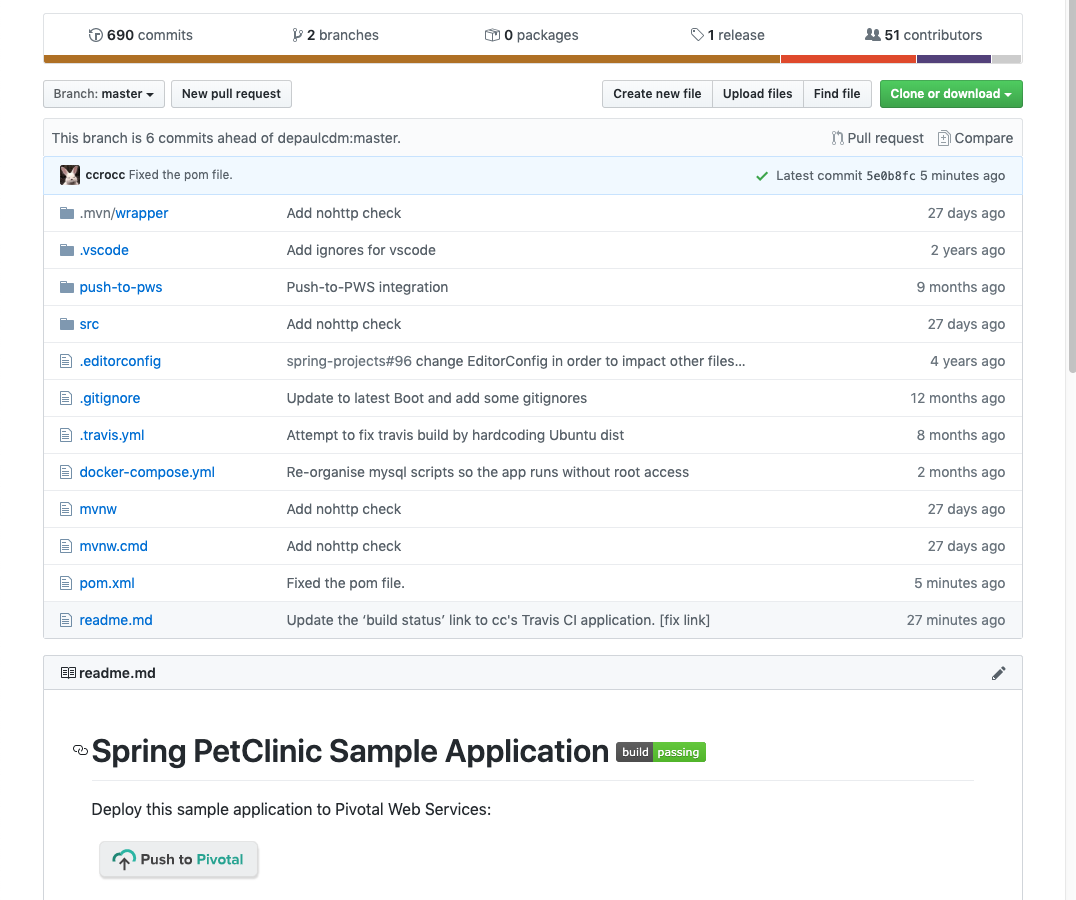 690 commits 2 branches 0 packages 1 release 51 contributors
Branch: master New pull request Create new file Upload files Find file Clone or download
This branch is 6 commits ahead of depaulcdm:master. Pull request Compare
ccrocc Fixed the pom file. Latest commit 5e0b8fc 5 minutes ago
.mvn/wrapper Add nohttp check 27 days ago
.vscode Add ignores for vscode 2 years ago
push-to-pws Push-to-PWS integration 9 months ago
src Add nohttp check 27 days ago
.editorconfig spring-projects#96 change EditorConfig in order to impact other files... 4 years ago
.gitignore Update to latest Boot and add some gitignores 12 months ago
.travis.yml Attempt to fix travis build by hardcoding Ubuntu dist 8 months ago
docker-compose.yml Re-organise mysql scripts so the app runs without root access 2 months ago
mvnw Add nohttp check 27 days ago
mvnw.cmd Add nohttp check 27 days ago
pom.xml Fixed the pom file. 5 minutes ago
readme.md Update the ‘build status’ link to cc's Travis CI application. [fix link] 27 minutes ago
readme.md
Spring PetClinic Sample Application build passing
Deploy this sample application to Pivotal Web Services:
Push to Pivotal